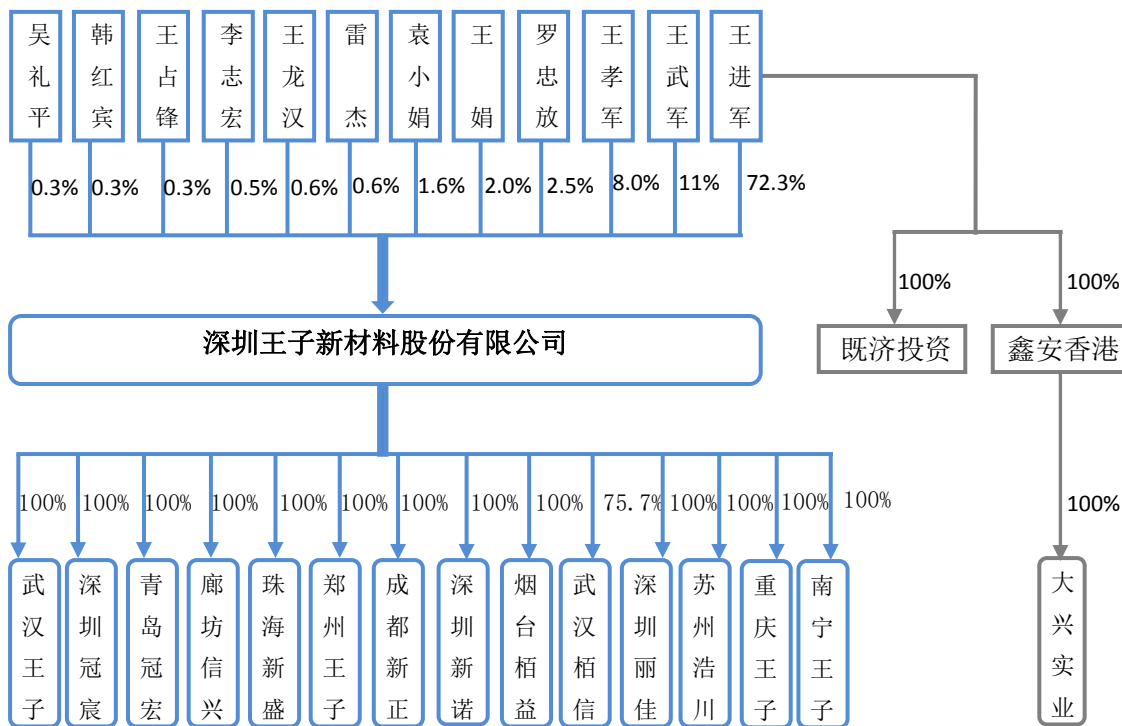 吴礼平
韩红宾
王占锋
李志宏
王龙汉
雷杰
袁小娟
王娟
罗忠放
王孝军
王武军
王进军
0.3%
0.3%
0.3%
0.5%
0.6%
0.6%
1.6%
2.0%
2.5%
8.0%
11%
72.3%
100%
100%
深圳王子新材料股份有限公司
既济投资
鑫安香港
100%
100%
100%
100%
100%
100%
100%
100%
100%
75.7%
100%
100%
100%
100%
100%
武汉王子
深圳冠宸
青岛冠宏
廊坊信兴
珠海新盛
郑州王子
成都新正
深圳新诺
烟台栢益
武汉栢信
深圳丽佳
苏州浩川
重庆王子
南宁王子
大兴实业